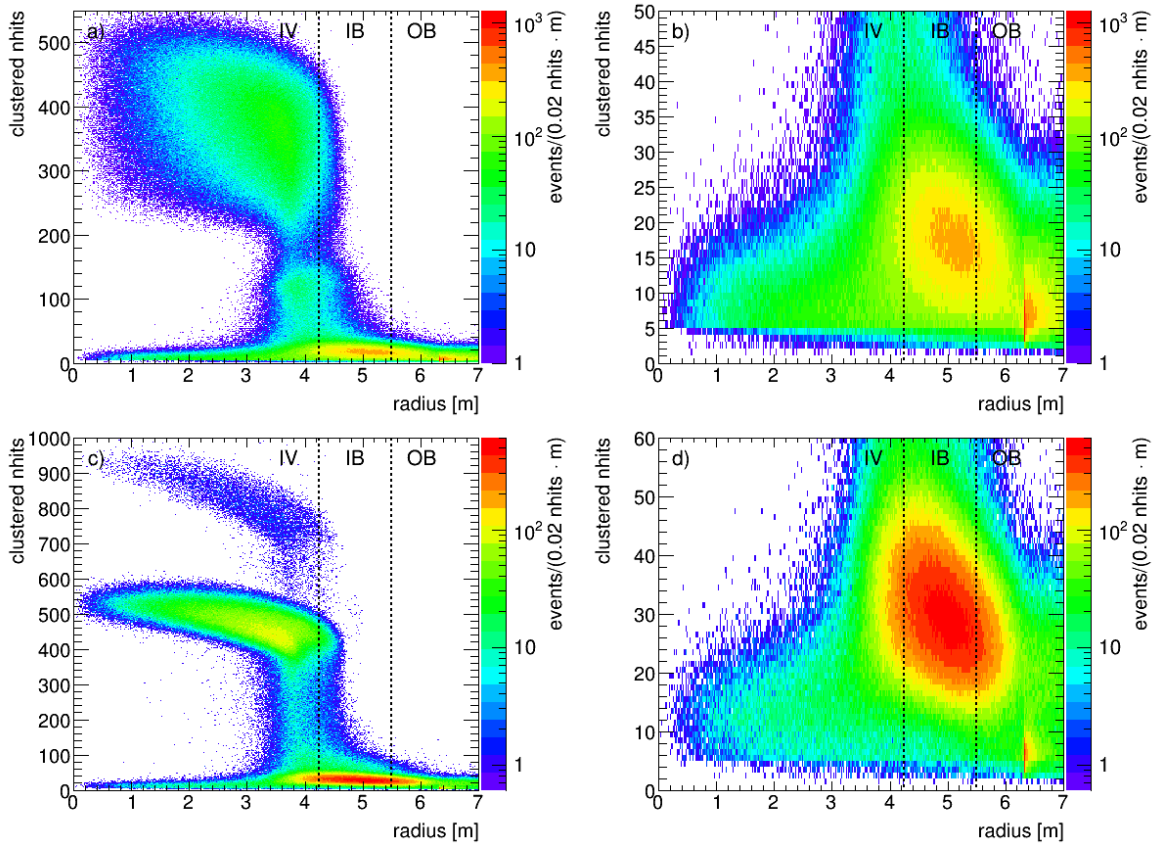 clustered nhits
a)
IV
IB
OB
550
500
400
300
200
100
0
0 1 2 3 4 5 6 7
radius [m]
10³
10²
10
1
events/(0.02 nhits · m)
clustered nhits
b)
IV
IB
OB
50
45
40
35
30
25
20
15
10
5
0
0 1 2 3 4 5 6 7
radius [m]
10³
10²
10
1
events/(0.02 nhits · m)
clustered nhits
c)
IV
IB
OB
1000
900
800
700
600
500
400
300
200
100
0
0 1 2 3 4 5 6 7
radius [m]
10²
10
1
events/(0.02 nhits · m)
clustered nhits
d)
IV
IB
OB
60
50
40
30
20
10
0
0 1 2 3 4 5 6 7
radius [m]
10²
10
1
events/(0.02 nhits · m)